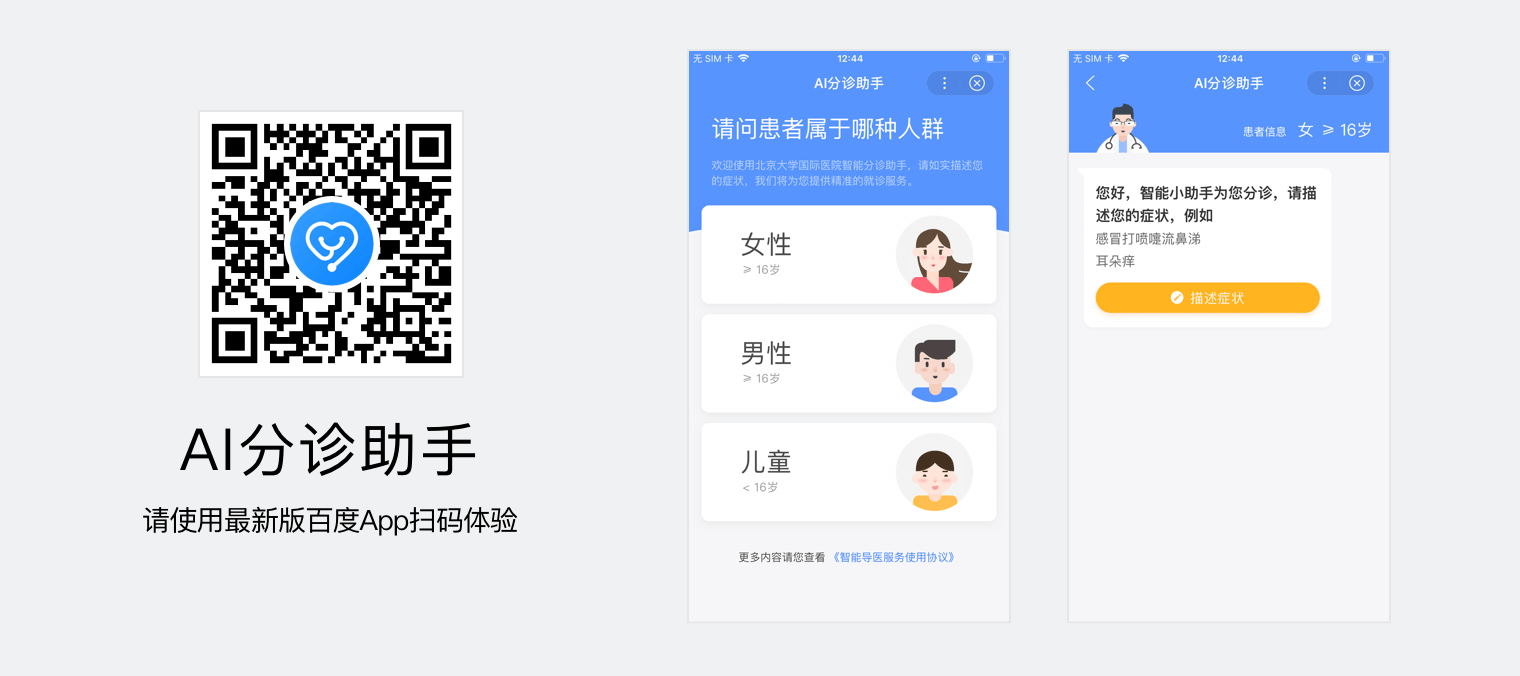 AI分诊助手
请使用最新版百度App扫码体验
无 SIM 卡
12:44
AI分诊助手
请问患者属于哪种人群
欢迎使用北京大学国际医院智能分诊助手，请如实描述您
的症状，我们将为您提供精准的就诊服务。
女性
≥ 16岁
男性
≥ 16岁
儿童
< 16岁
更多内容请您查看 《智能导医服务使用协议》
无 SIM 卡
12:44
AI分诊助手
患者信息 女 ≥ 16岁
您好，智能小助手为您分诊，请描
述您的症状，例如
感冒打喷嚏流鼻涕
耳朵痒
描述症状